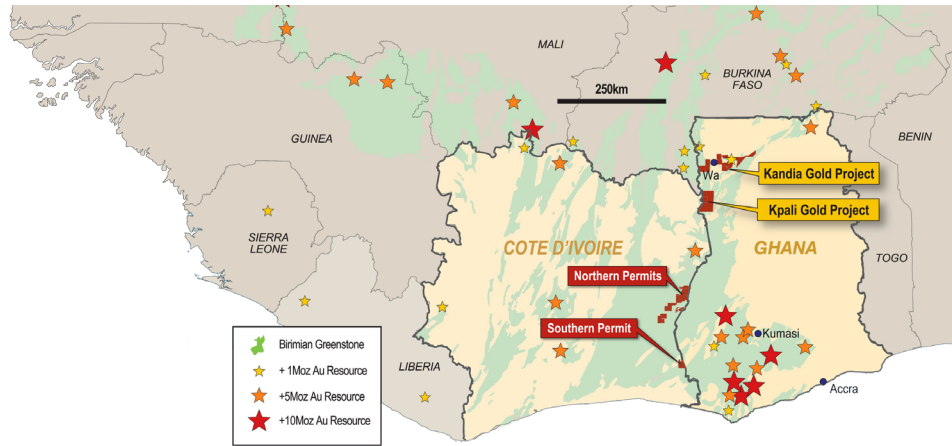 MALI
BURKINA
FASO
250km
GUINEA
BENIN
Wa
Kandia Gold Project
Kpali Gold Project
SIERRA
LEONE
COTE D'IVOIRE
GHANA
TOGO
Northern Permits
Southern Permit
Kumasi
LIBERIA
Accra
Birimian Greenstone
+ 1Moz Au Resource
+5Moz Au Resource
+10Moz Au Resource